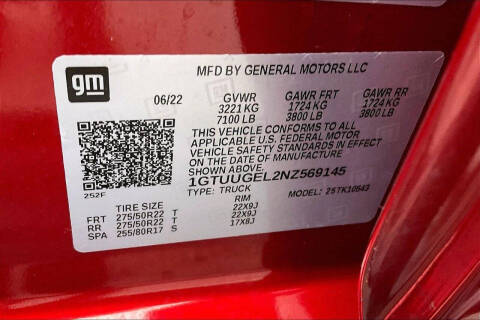 gm
MFD BY GENERAL MOTORS LLC
06/22 GVWR GAWR FRT GAWR RR
3221 KG 1724 KG 1724 KG
7100 LB 3800 LB 3800 LB
THIS VEHICLE CONFORMS TO ALL
APPLICABLE U.S. FEDERAL MOTOR
VEHICLE SAFETY STANDARDS IN EFFECT
ON THE DATE OF MANUFACTURE
SHOWN ABOVE.
1GTUUGEL2NZ569145
TYPE: TRUCK MODEL:
252F
TIRE SIZE RIM
FRT 275/50R22 T 22X9J
RR 275/50R22 T 22X9J
SPA 255/80R17 S 17X8J